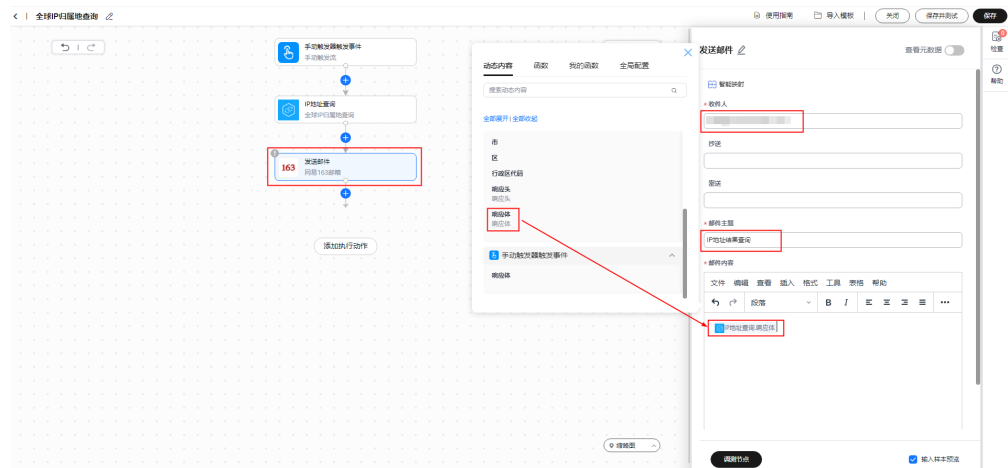 全球IP归属地查询
使用指南
导入模板
关闭
保存并测试
保存
手动触发器触发事件
手动触发流
IP地址查询
全球IP归属地查询
163
发送邮件
网易163邮箱
添加执行动作
缩略图
动态内容 函数 我的函数 全局配置
搜索动态内容
全部展开 | 全部收起
市
区
行政区代码
响应头
响应头
响应体
响应体
手动触发器触发事件
响应体
发送邮件
查看元数据
智能映射
* 收件人
抄送
密送
* 邮件主题
IP地址结果查询
* 邮件内容
文件 编辑 查看 插入 格式 工具 表格 帮助
段落
B I
IP地址查询.响应体
调测节点
输入样本预览
检查
帮助